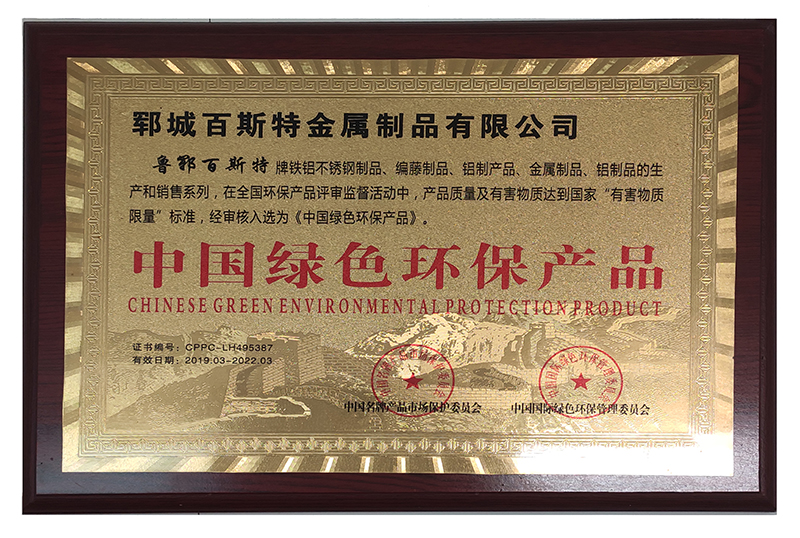 郓城百斯特金属制品有限公司
鲁郓百斯特 牌铁铝不锈钢制品、编藤制品、铝制产品、金属制品、铝制品的生
产和销售系列，在全国环保产品评审监督活动中，产品质量及有害物质达到国家“有害物质
限量”标准，经审核入选为《中国绿色环保产品》。
中国绿色环保产品
CHINESE GREEN ENVIRONMENTAL PROTECTION PRODUCT
证书编号：CPPC-LH495387
有效日期：2019.03-2022.03
中国名牌产品市场保护委员会
中国国际绿色环保管理委员会